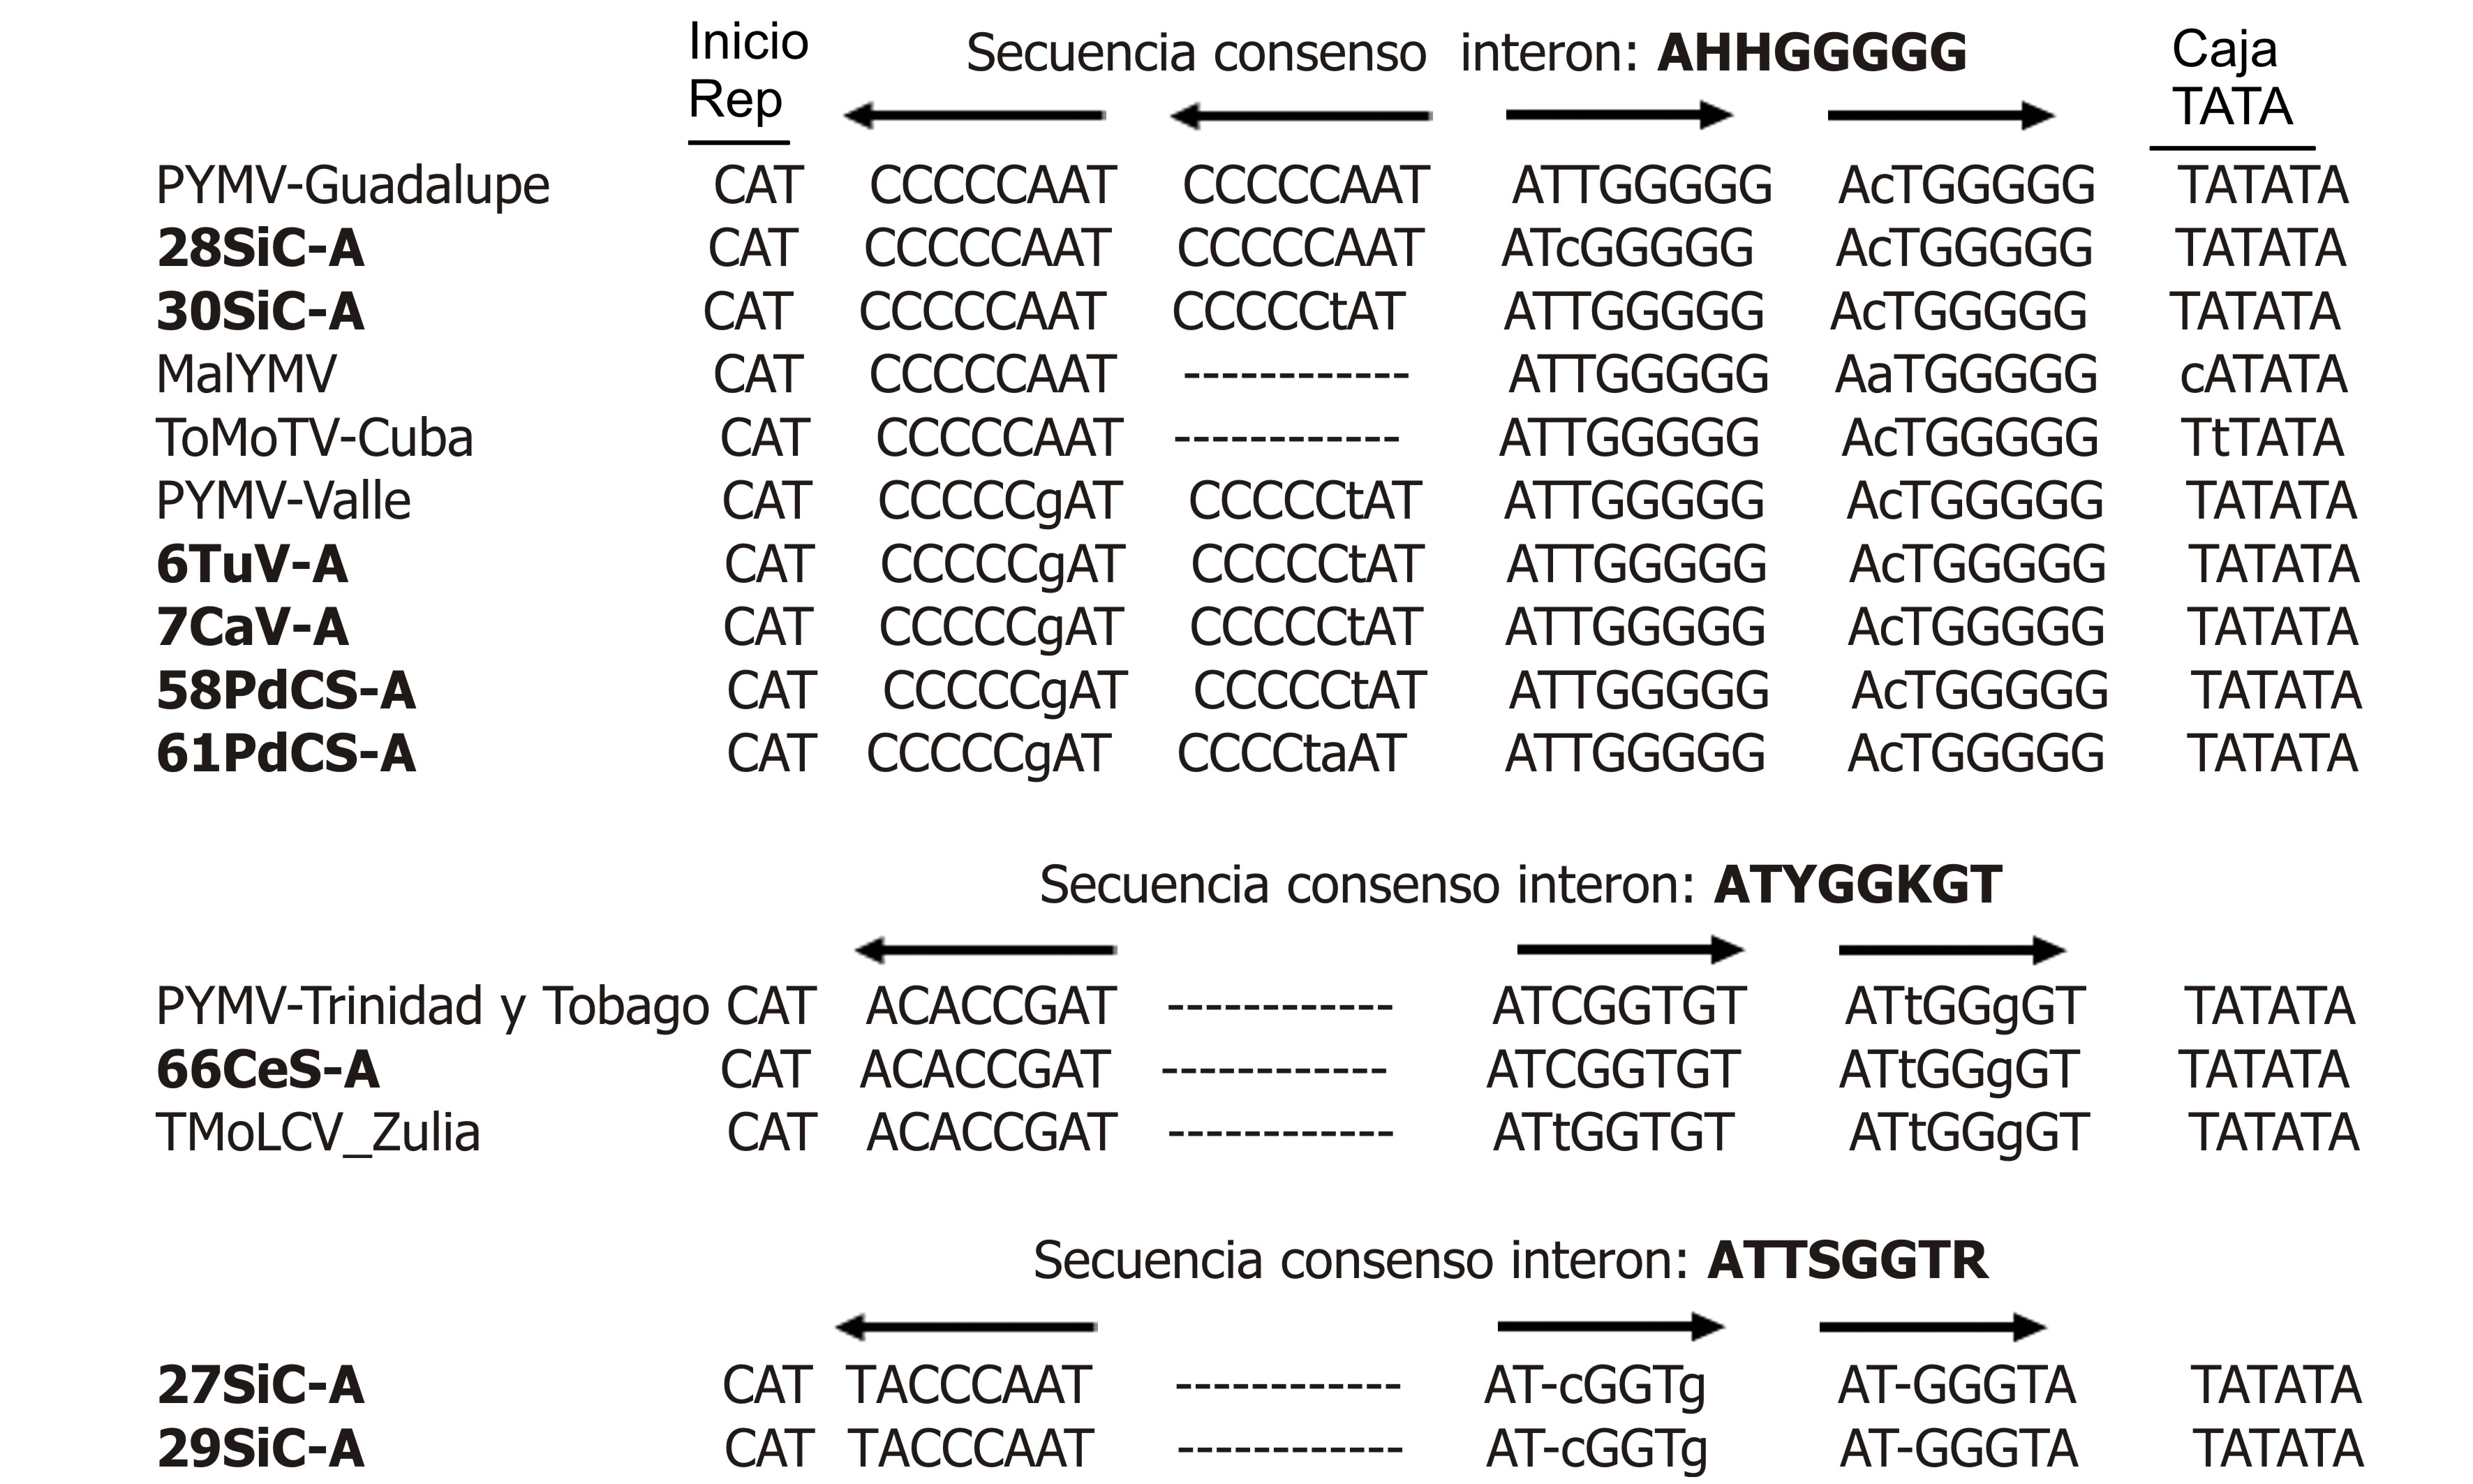 Inicio
Rep
Secuencia consenso interon: AHHGGGGG
Caja
TATA
PYMV-Guadalupe CAT CCCCCAAT CCCCCAAT ATTGGGGG AcTGGGGG TATATA
28SiC-A CAT CCCCCAAT CCCCCAAT ATcGGGGG AcTGGGGG TATATA
30SiC-A CAT CCCCCAAT CCCCCtAT ATTGGGGG AcTGGGGG TATATA
MalYMV CAT CCCCCAAT ------------ ATTGGGGG AaTGGGGG cATATA
ToMoTV-Cuba CAT CCCCCAAT ------------ ATTGGGGG AcTGGGGG TtTATA
PYMV-Valle CAT CCCCCgAT CCCCCtAT ATTGGGGG AcTGGGGG TATATA
6TuV-A CAT CCCCCgAT CCCCCtAT ATTGGGGG AcTGGGGG TATATA
7CaV-A CAT CCCCCgAT CCCCCtAT ATTGGGGG AcTGGGGG TATATA
58PdCS-A CAT CCCCCgAT CCCCCtAT ATTGGGGG AcTGGGGG TATATA
61PdCS-A CAT CCCCCgAT CCCCtaAT ATTGGGGG AcTGGGGG TATATA
Secuencia consenso interon: ATYGGKGT
PYMV-Trinidad y Tobago CAT ACACCGAT ------------ ATCGGTGT ATtGGgGT TATATA
66CeS-A CAT ACACCGAT ------------ ATCGGTGT ATtGGgGT TATATA
TMoLCV_Zulia CAT ACACCGAT ------------ ATtGGTGT ATtGGgGT TATATA
Secuencia consenso interon: ATTSGGTR
27SiC-A CAT TACCCAAT ------------ AT-cGGTg AT-GGGTA TATATA
29SiC-A CAT TACCCAAT ------------ AT-cGGTg AT-GGGTA TATATA